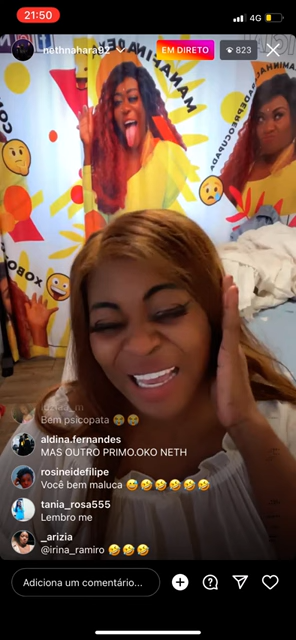 21:50
4G
_nethnahara92
EM DIRETO
823
Bem psicopata 😭😭
aldina.fernandes
MAS OUTRO PRIMO.OKO NETH
rosineidefilipe
Você bem maluca 😅🤣🤣🤣🤣🤣
tania_rosa555
Lembro me
_arizia
@irina_ramiro 🤣🤣🤣
Adiciona um comentário...